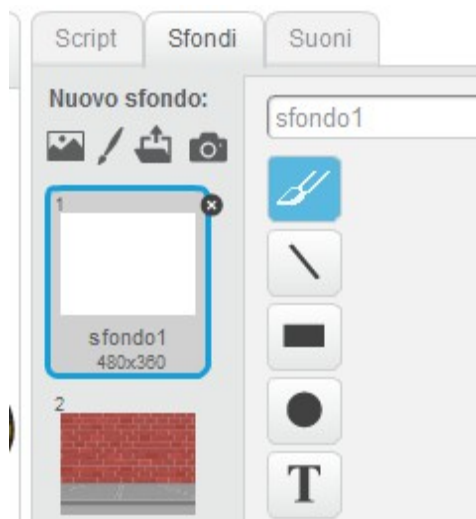 Script Sfondi Suoni
Nuovo sfondo:
sfondo1
1
sfondo1
480x360
2
T